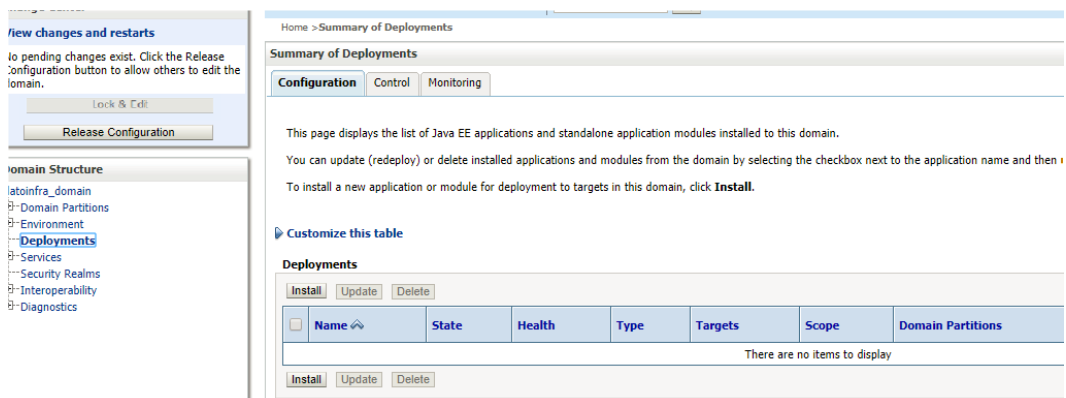 View changes and restarts
No pending changes exist. Click the Release
Configuration button to allow others to edit the
domain.
Lock & Edit
Release Configuration
Domain Structure
latoinfra_domain
Domain Partitions
Environment
Deployments
Services
Security Realms
Interoperability
Diagnostics
Home >Summary of Deployments
Summary of Deployments
Configuration Control Monitoring
This page displays the list of Java EE applications and standalone application modules installed to this domain.
You can update (redeploy) or delete installed applications and modules from the domain by selecting the checkbox next to the application name and then
To install a new application or module for deployment to targets in this domain, click Install.
Customize this table
Deployments
Install Update Delete
Name State Health Type Targets Scope Domain Partitions
There are no items to display
Install Update Delete